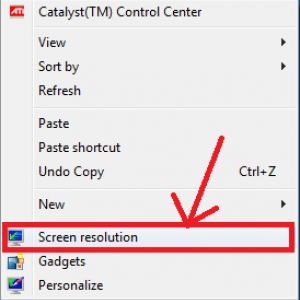 ATI Catalyst(TM) Control Center
View
Sort by
Refresh
Paste
Paste shortcut
Undo Copy Ctrl+Z
New
Screen resolution
Gadgets
Personalize